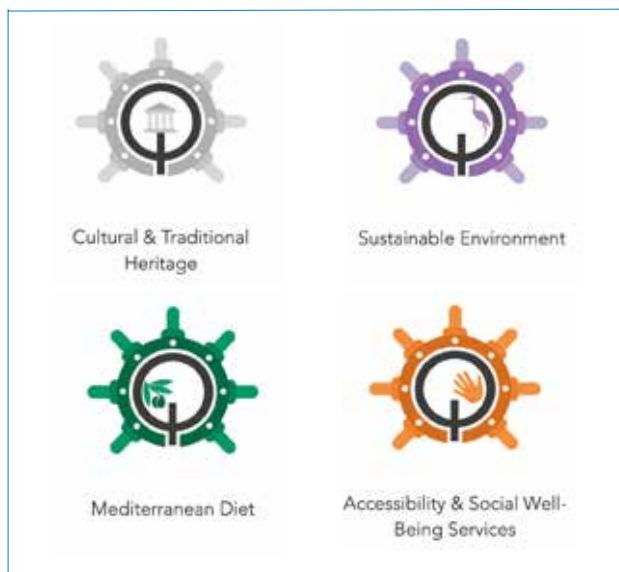 Cultural & Traditional
Heritage
Sustainable Environment
Mediterranean Diet
Accessibility & Social Well-
Being Services